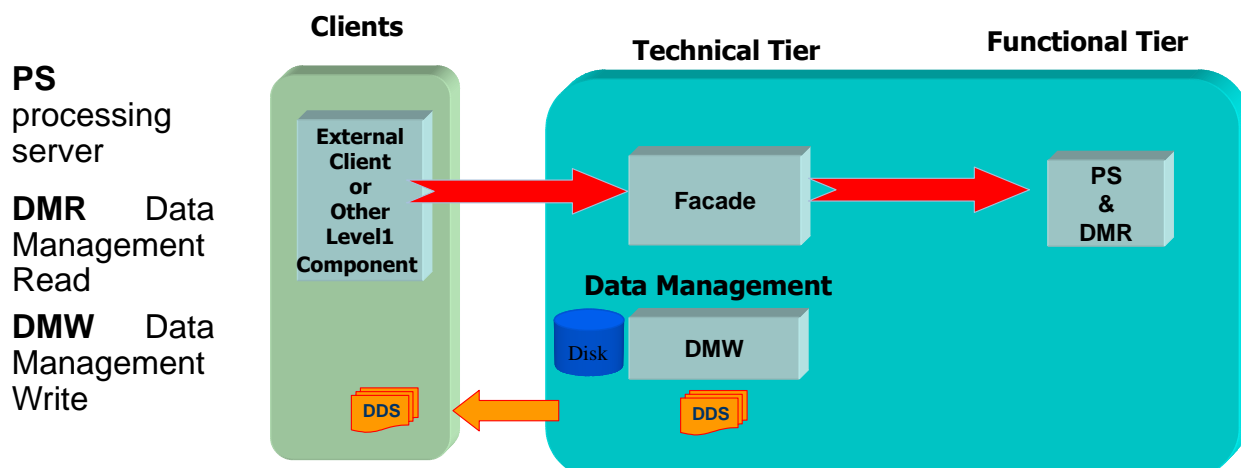 PS
processing
server
DMR Data
Management
Read
DMW Data
Management
Write
Clients
External
Client
or
Other
Level1
Component
DDS
Technical Tier
Functional Tier
Facade
PS
&
DMR
Data Management
Disk
DMW
DDS